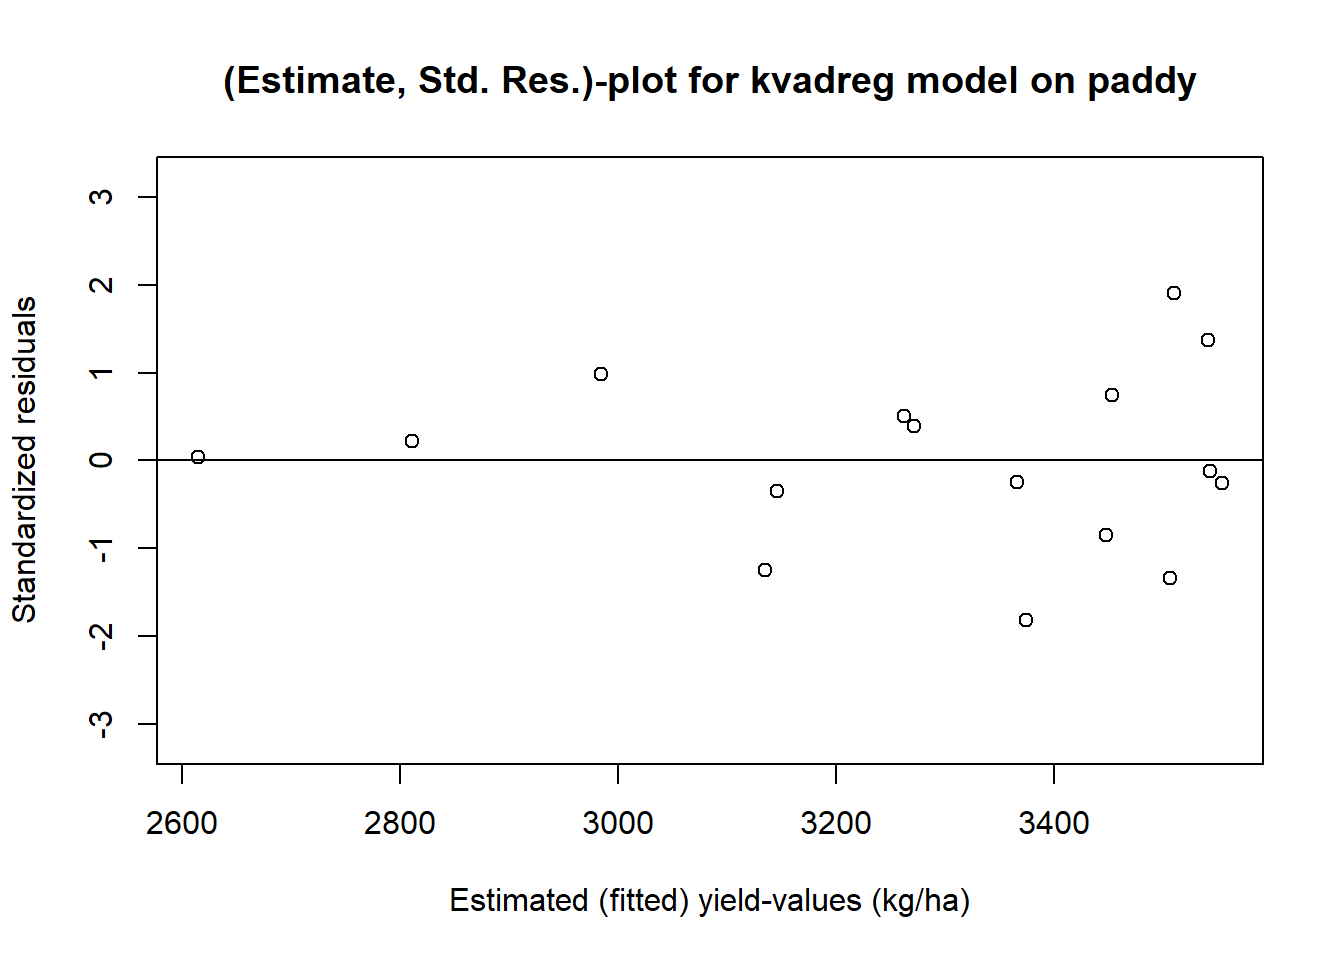 (Estimate, Std. Res.)-plot for kvadreg model on paddy
Standardized residuals
3
2
1
0
-1
-2
-3
2600 2800 3000 3200 3400
Estimated (fitted) yield-values (kg/ha)